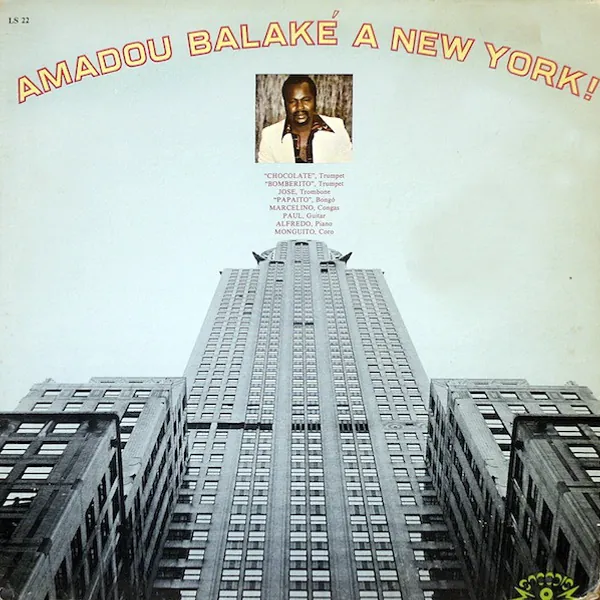 LS 22
AMADOU BALAKÉ A NEW YORK!
"CHOCOLATE", Trumpet
"BOMBERITO", Trumpet
JOSE, Trombone
"PAPAITO", Bongó
MARCELINO, Congas
PAUL, Guitar
ALFREDO, Piano
MONGUITO, Coro